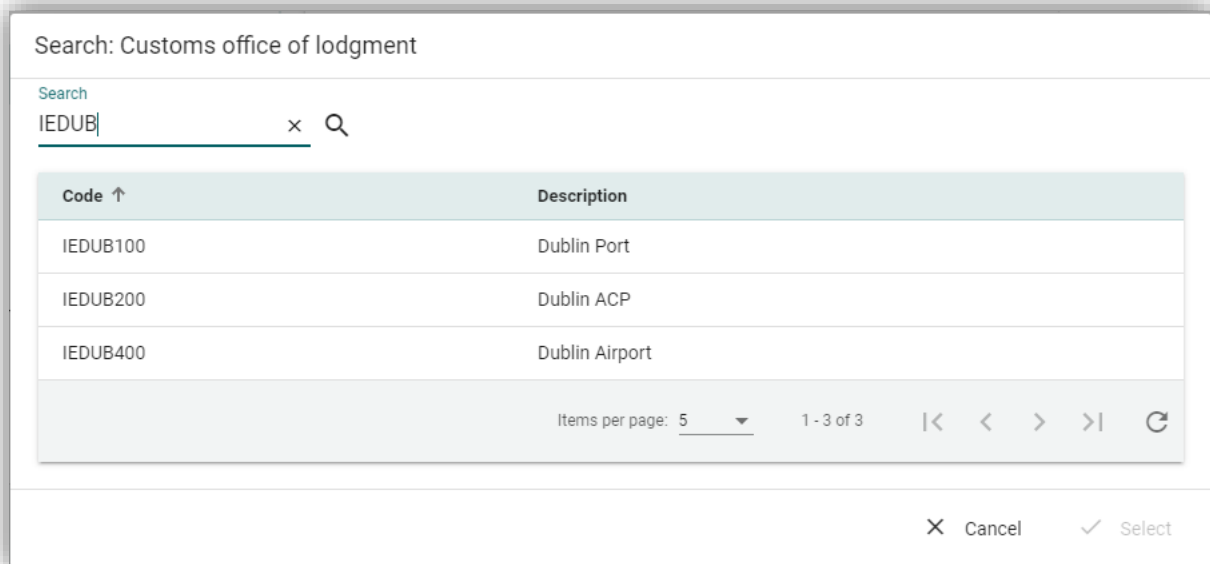 Search: Customs office of lodgment
Search
IEDUB
Code Description
IEDUB100 Dublin Port
IEDUB200 Dublin ACP
IEDUB400 Dublin Airport
Items per page: 5 1 - 3 of 3
Cancel Select